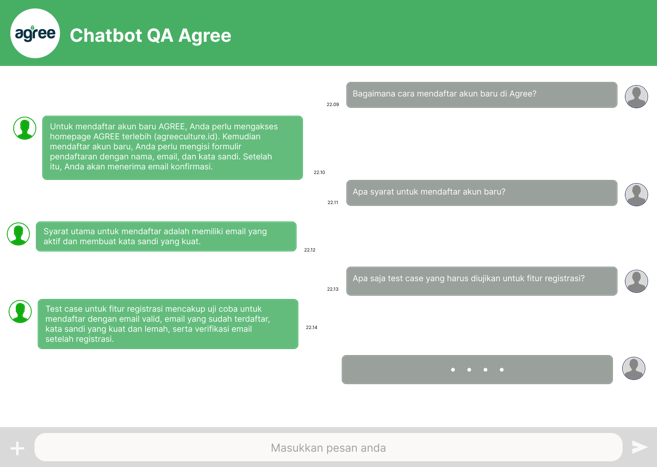 agree
Chatbot QA Agree
Bagaimana cara mendaftar akun baru di Agree?
22.09
Untuk mendaftar akun baru AGREE, Anda perlu mengakses
homepage AGREE terlebih (agreeculture.id). Kemudian
mendaftar akun baru, Anda perlu mengisi formulir
pendaftaran dengan nama, email, dan kata sandi. Setelah
itu, Anda akan menerima email konfirmasi.
22.10
Apa syarat untuk mendaftar akun baru?
22.11
Syarat utama untuk mendaftar adalah memiliki email yang
aktif dan membuat kata sandi yang kuat.
22.12
Apa saja test case yang harus diujikan untuk fitur registrasi?
22.13
Test case untuk fitur registrasi mencakup uji coba untuk
mendaftar dengan email valid, email yang sudah terdaftar,
kata sandi yang kuat dan lemah, serta verifikasi email
setelah registrasi.
22.14
Masukkan pesan anda